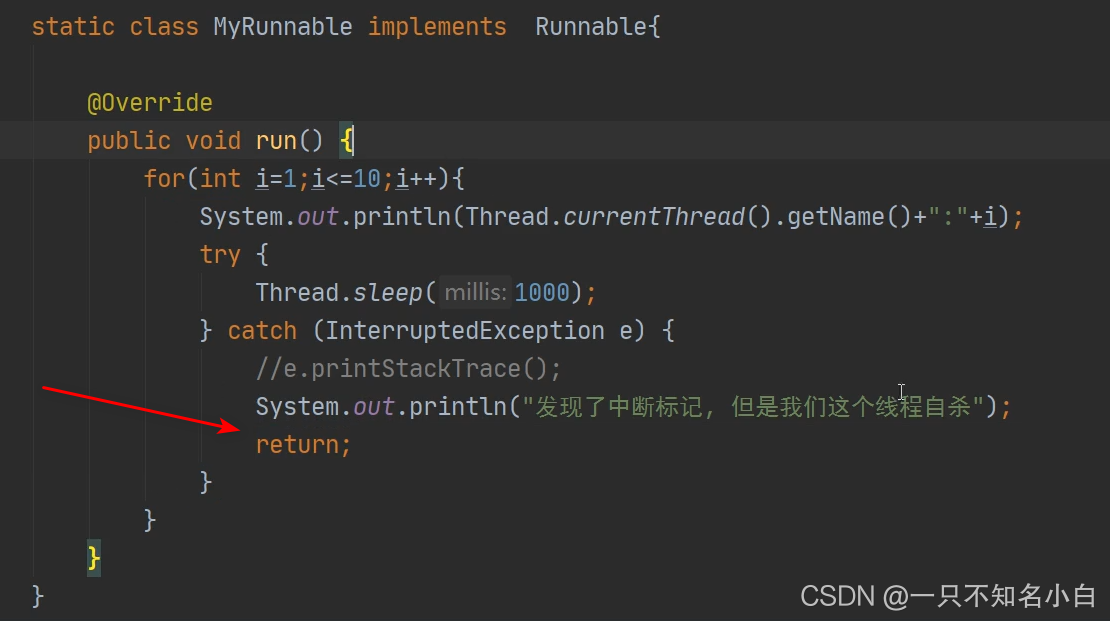 static class MyRunnable implements  Runnable{
@Override
public void run() {
for(int i=1;i<=10;i++){
System.out.println(Thread.currentThread().getName()+":"+i);
try {
Thread.sleep( millis: 1000);
} catch (InterruptedException e) {
//e.printStackTrace();
System.out.println("发现了中断标记, 但是我们这个线程自杀");
return;
}
}
}
}
CSDN @一只不知名小白